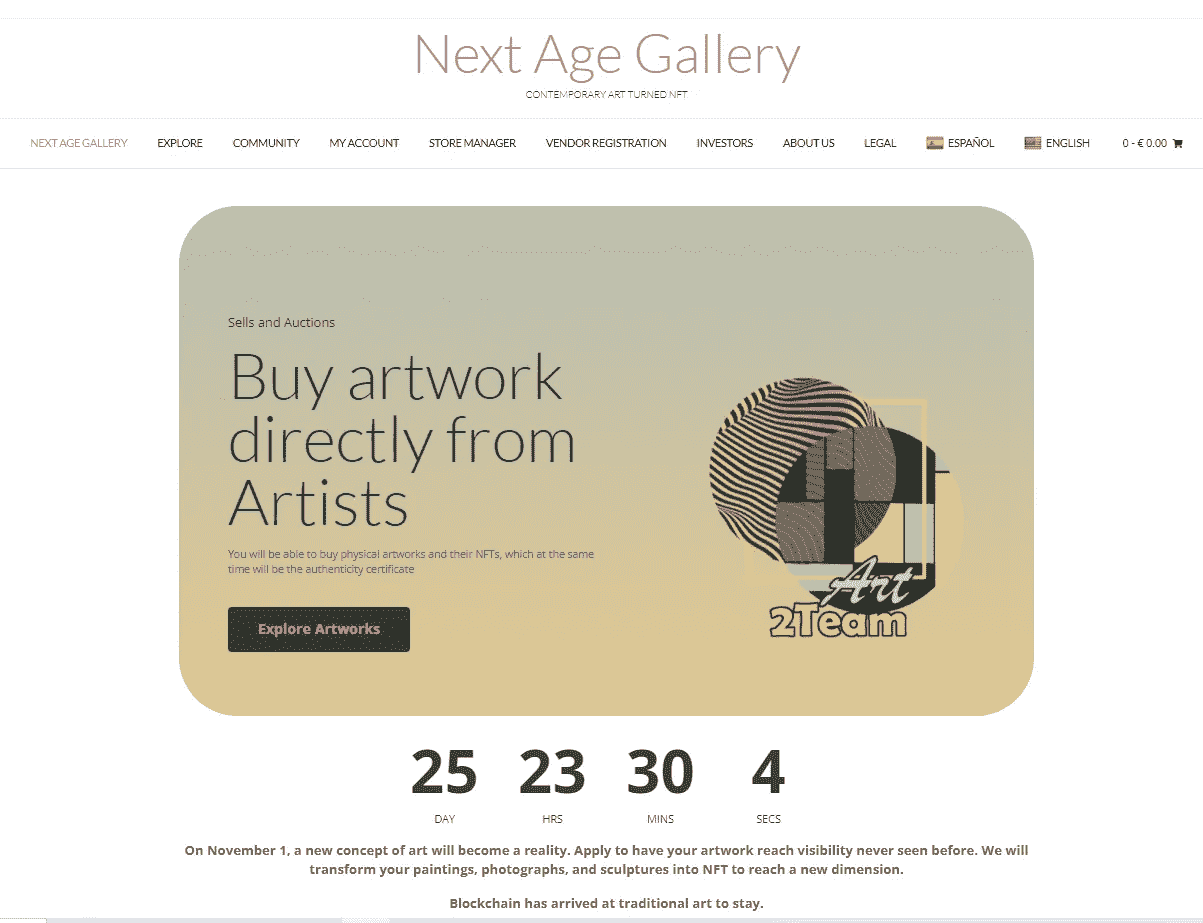 Next Age Gallery
CONTEMPORARY ART TURNED NFT
NEXT AGE GALLERY EXPLORE COMMUNITY MY ACCOUNT STORE MANAGER VENDOR REGISTRATION INVESTORS ABOUT US LEGAL ESPAÑOL ENGLISH 0 - € 0.00
Sells and Auctions
Buy artwork
directly from
Artists
You will be able to buy physical artworks and their NFTs, which at the same
time will be the authenticity certificate
Explore Artworks
Art
2Team
25 23 30 4
DAY HRS MINS SECS
On November 1, a new concept of art will become a reality. Apply to have your artwork reach visibility never seen before. We will
transform your paintings, photographs, and sculptures into NFT to reach a new dimension.
Blockchain has arrived at traditional art to stay.